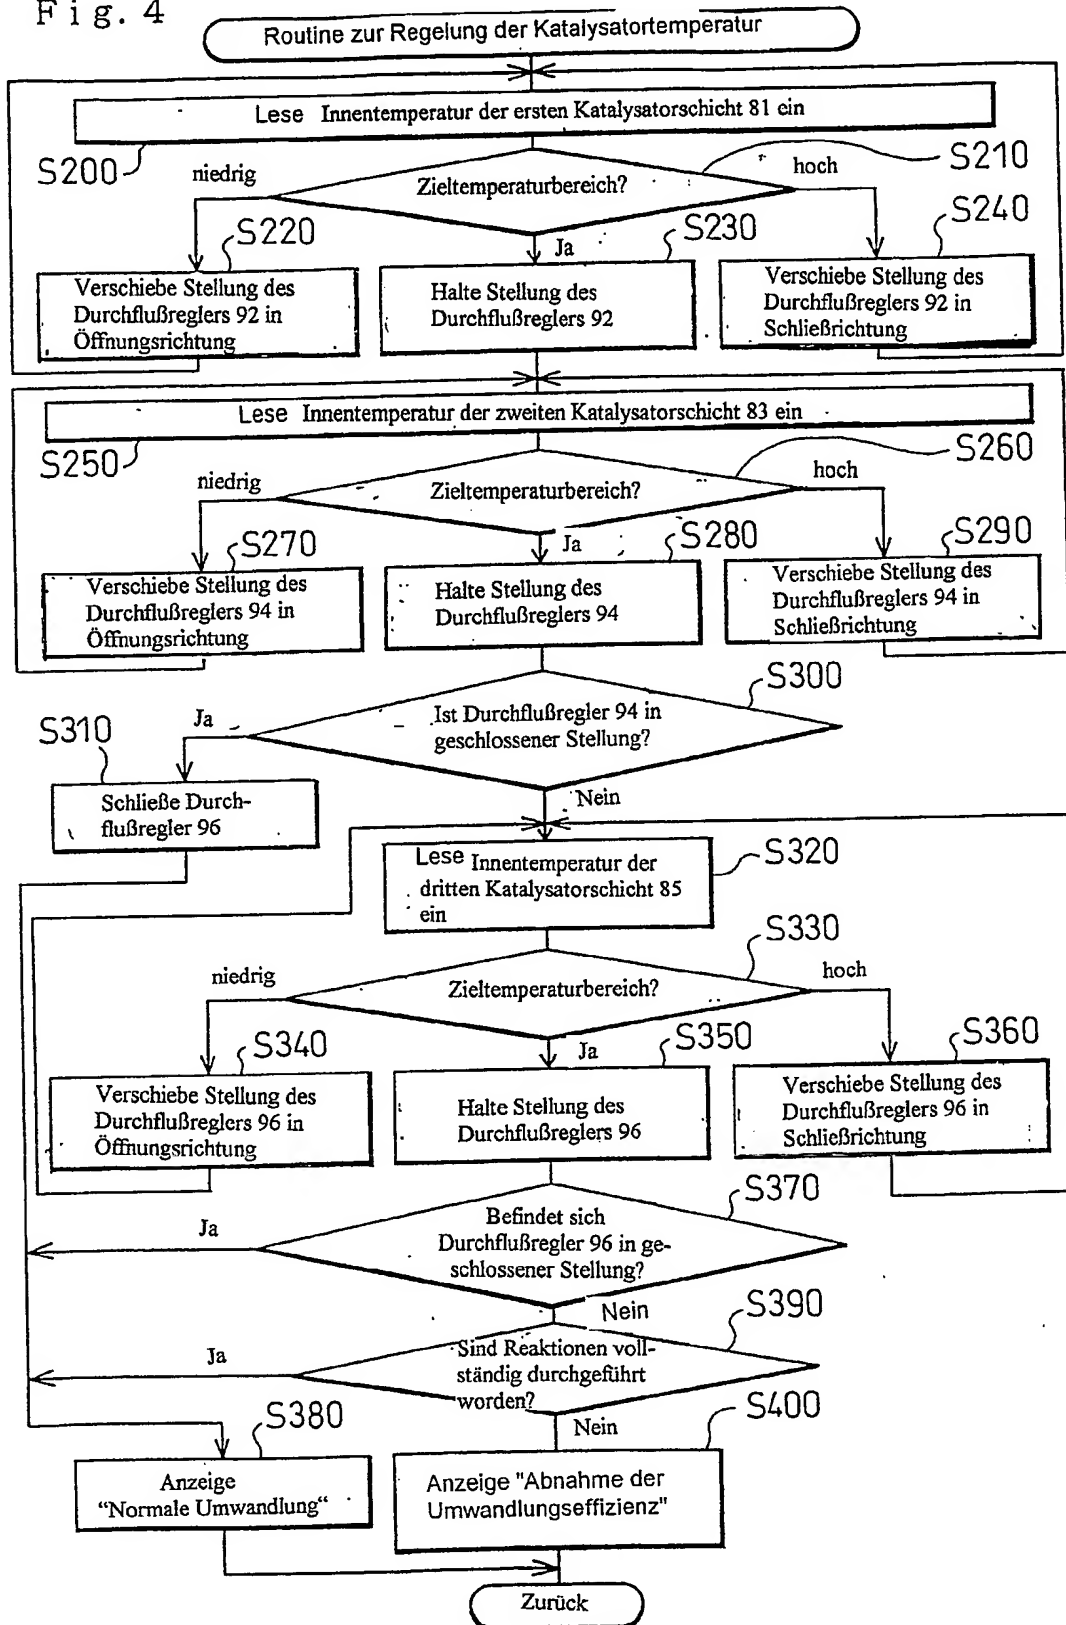 Fig. 4
Routine zur Regelung der Katalysatortemperatur
Lese Innentemperatur der ersten Katalysatorschicht 81 ein
S200
niedrig
Zieltemperaturbereich?
hoch
S210
S220
Ja
S230
S240
Verschiebe Stellung des
Durchflußreglers 92 in
Öffnungsrichtung
Halte Stellung des
Durchflußreglers 92
Verschiebe Stellung des
Durchflußreglers 92 in
Schließrichtung
Lese Innentemperatur der zweiten Katalysatorschicht 83 ein
S250
niedrig
Zieltemperaturbereich?
hoch
S260
S270
Ja
S280
S290
Verschiebe Stellung des
Durchflußreglers 94 in
Öffnungsrichtung
Halte Stellung des
Durchflußreglers 94
Verschiebe Stellung des
Durchflußreglers 94 in
Schließrichtung
S300
Ist Durchflußregler 94 in
geschlossener Stellung?
Ja
S310
Schließe Durch-
flußregler 96
Nein
Lese Innentemperatur der
dritten Katalysatorschicht 85
ein
S320
S330
niedrig
Zieltemperaturbereich?
hoch
S340
Ja
S350
S360
Verschiebe Stellung des
Durchflußreglers 96 in
Öffnungsrichtung
Halte Stellung des
Durchflußreglers 96
Verschiebe Stellung des
Durchflußreglers 96 in
Schließrichtung
S370
Ja
Befindet sich
Durchflußregler 96 in ge-
schlossener Stellung?
Nein
S390
Ja
Sind Reaktionen voll-
ständig durchgeführt
worden?
S380
Nein
S400
Anzeige
“Normale Umwandlung“
Anzeige "Abnahme der
Umwandlungseffizienz"
Zurück